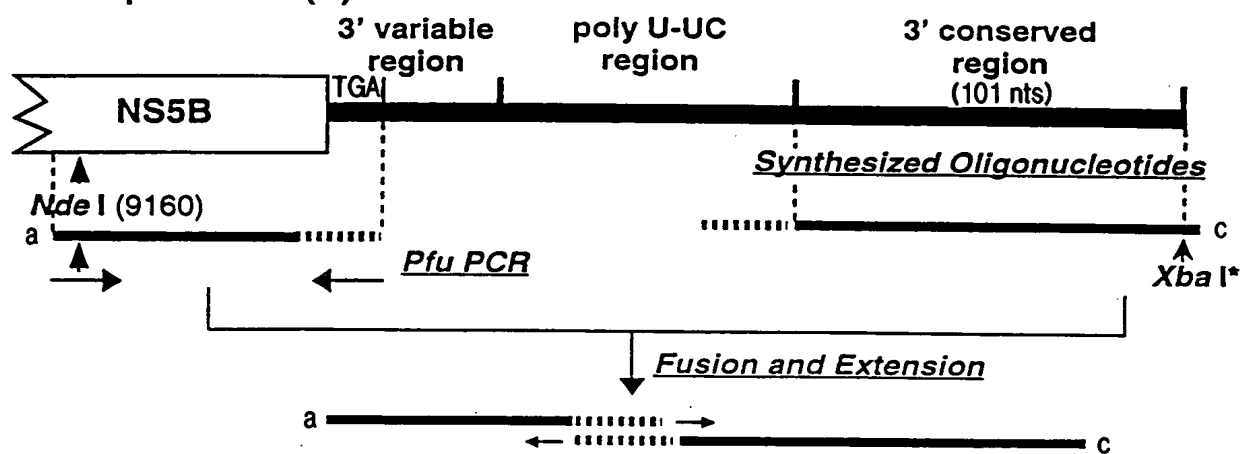 3' variable region
poly U-UC region
3' conserved region
(101 nts)
TGA
NS5B
Synthesized Oligonucleotides
Nde I (9160)
a
c
Pfu PCR
Xba I*
Fusion and Extension
a
c